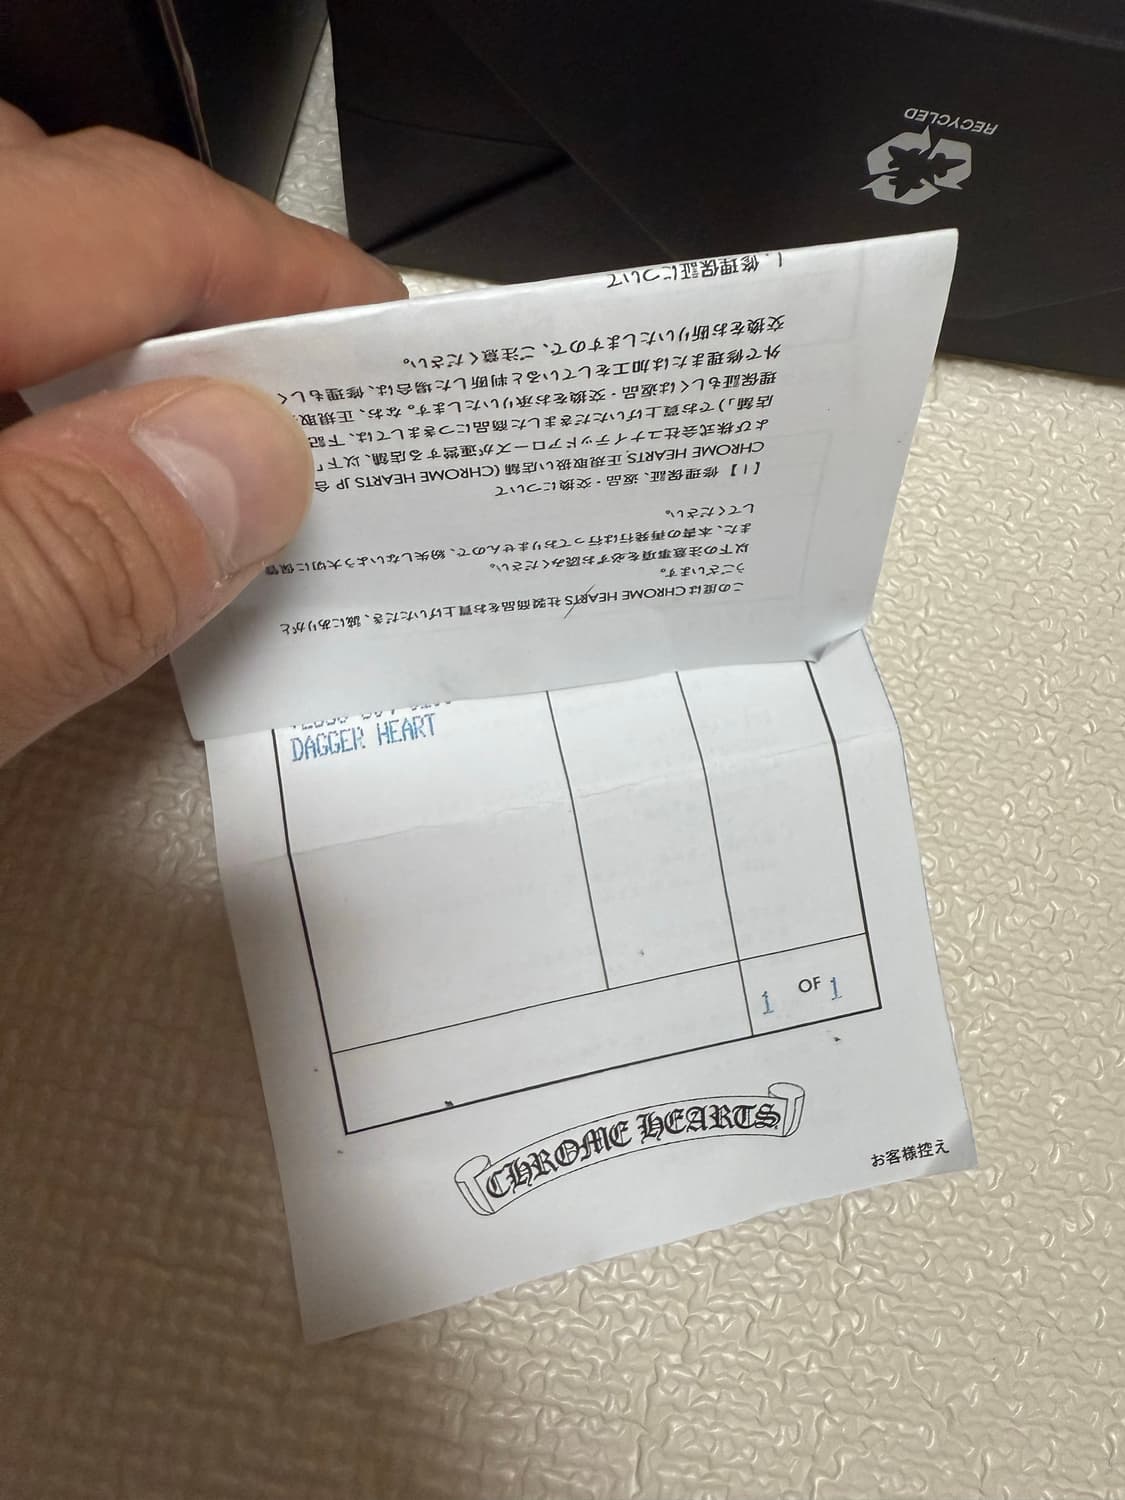 RECYCLED
この度は CHROME HEARTS 社製商品をお買上げいただき、誠にありがと
うございます。
以下の注意事項を必ずお読みください。
また、本書の再発行は行っておりませんので、紛失しないよう大切に保管
してください。
【1】 修理保証、返品・交換について
CHROME HEARTS 正規取扱い店舗 (CHROME HEARTS JP 合
よび株式会社ユナイテッドアローズが運営する店舗、以下「
店舗」) でお買上げいただきました商品につきましては、下記
理保証もしくは返品・交換をお承りいたします。なお、正規取
外で修理または加工をしていると判断した場合は、修理もしく
交換をお断りいたしますので、ご注意ください。
1. 修理保証について
DAGGER HEART
1 OF 1
CHROME HEARTS
お客様控え